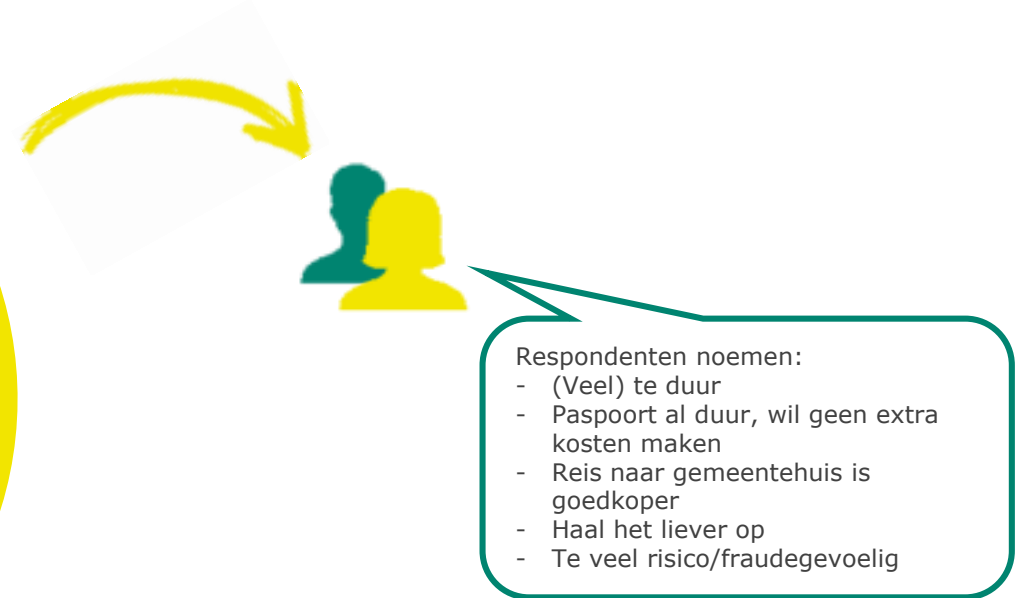 Respondenten noemen:
- (Veel) te duur
- Paspoort al duur, wil geen extra
kosten maken
- Reis naar gemeentehuis is
goedkoper
- Haal het liever op
- Te veel risico/fraudegevoelig